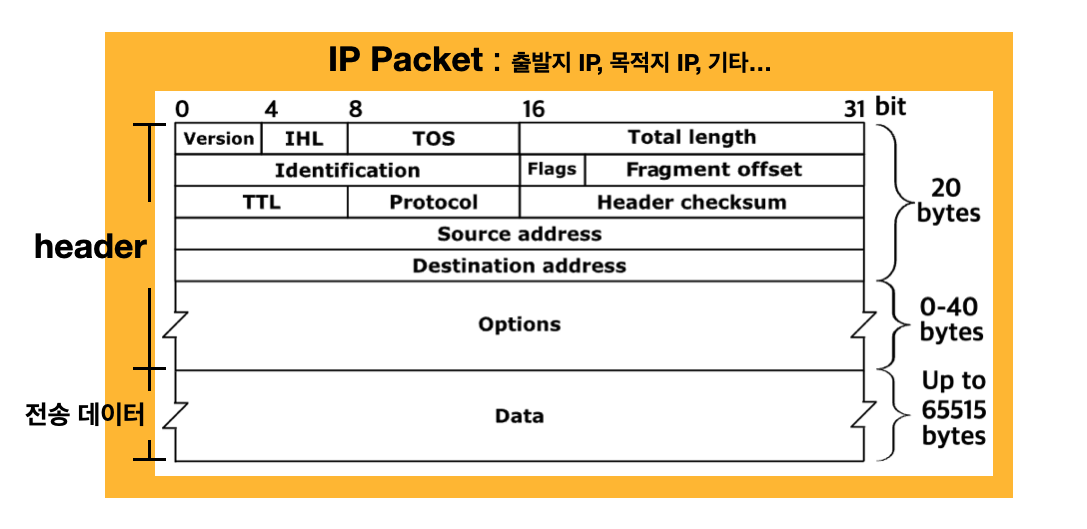 IP Packet : 출발지 IP, 목적지 IP, 기타...
0 4 8 16 31 bit
Version IHL TOS Total length
Identification Flags Fragment offset
TTL Protocol Header checksum
20
bytes
Source address
header
Destination address
Options
0-40
bytes
전송 데이터
Data
Up to
65515
bytes